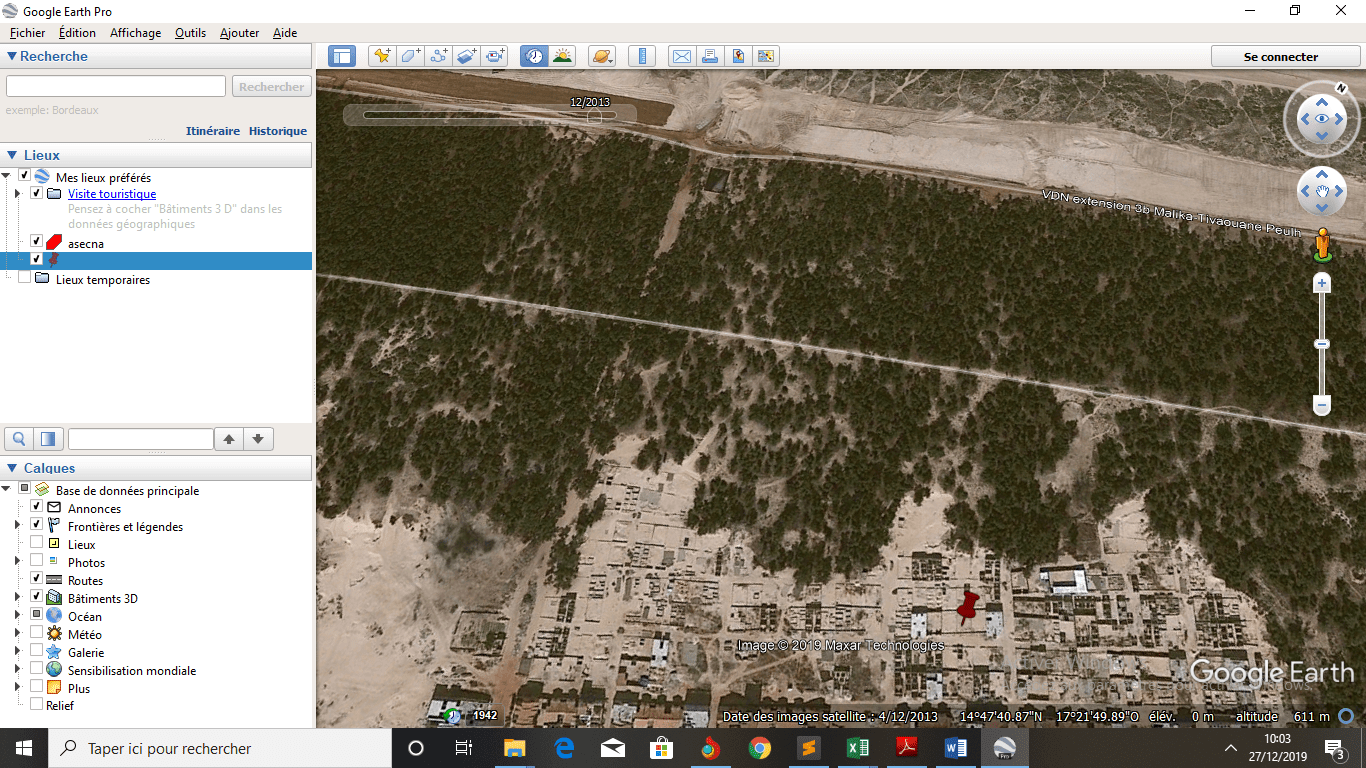 Google Earth Pro
Fichier Édition Affichage Outils Ajouter Aide
Recherche
Se connecter
Rechercher
exemple: Bordeaux
Itinéraire Historique
Lieux
Mes lieux préférés
Visite touristique
Pensez à cocher "Bâtiments 3 D" dans les
données géographiques
asecna
Lieux temporaires
Calques
Base de données principale
Annonces
Frontières et légendes
Lieux
Photos
Routes
Bâtiments 3D
Océan
Météo
Galerie
Sensibilisation mondiale
Plus
Relief
12/2013
N
VDN extension 3b Malika-Tivaouane Peulh
Image © 2019 Maxar Technologies
Google Earth
1942
Date des images satellite : 4/12/2013 14°47'40.87"N 17°21'49.89"O élév. 0 m altitude 611 m
Taper ici pour rechercher
10:03
27/12/2019
3